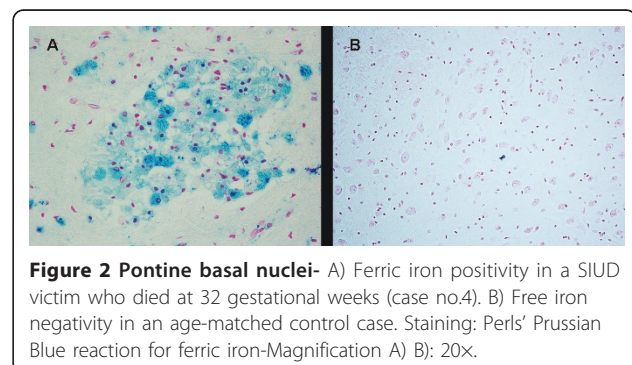 A
B
Figure 2 Pontine basal nuclei- A) Ferric iron positivity in a SIUD
victim who died at 32 gestational weeks (case no.4). B) Free iron
negativity in an age-matched control case. Staining: Perls’ Prussian
Blue reaction for ferric iron-Magnification A) B): 20×.